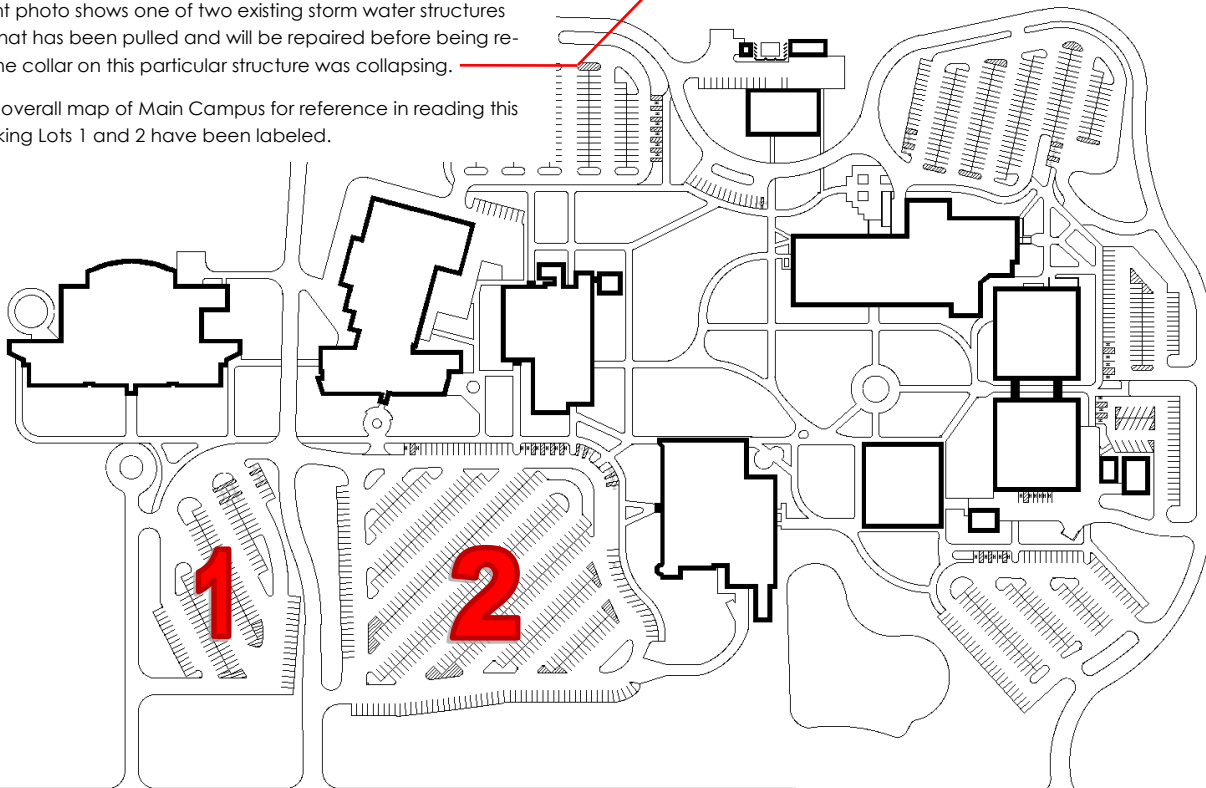 nt photo shows one of two existing storm water structures
hat has been pulled and will be repaired before being re-
ne collar on this particular structure was collapsing.
overall map of Main Campus for reference in reading this
king Lots 1 and 2 have been labeled.
1
2